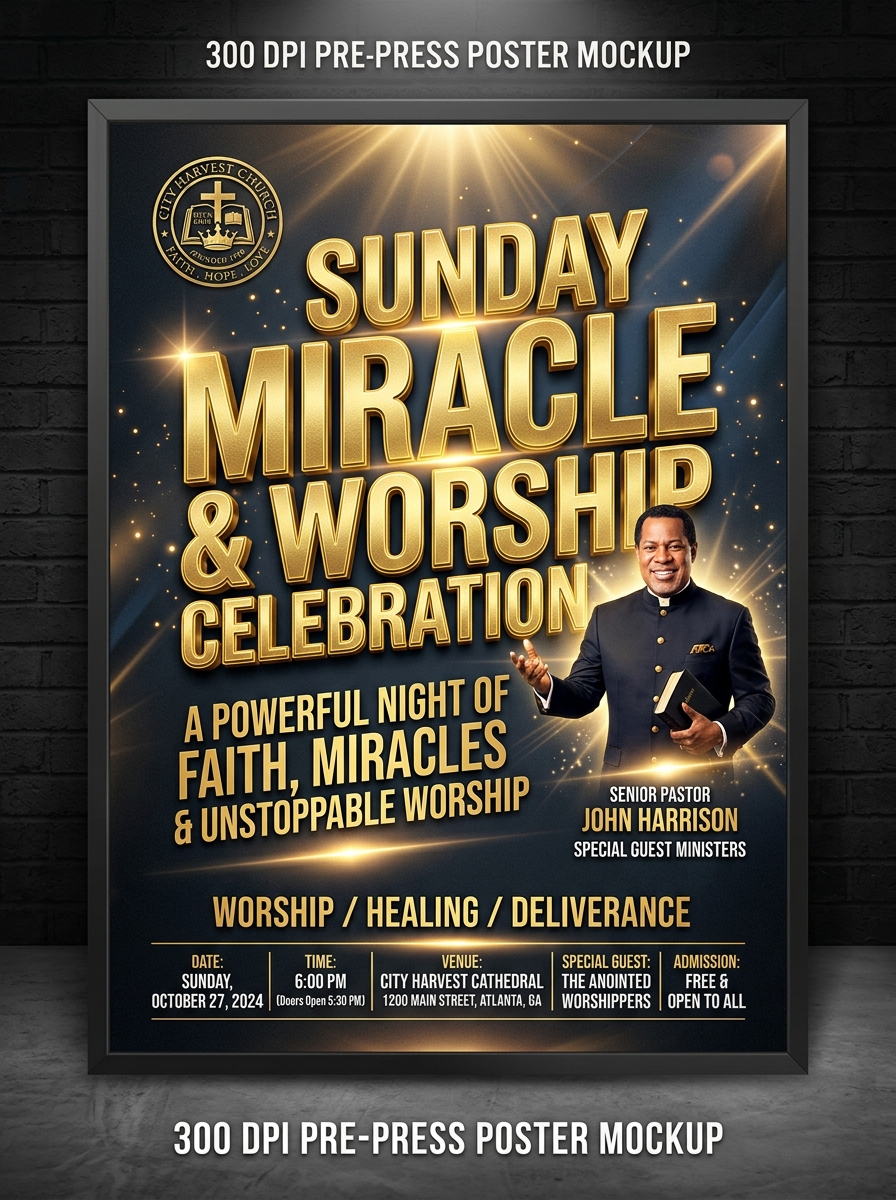 300 DPI PRE-PRESS POSTER MOCKUP
CITY HARVEST CHURCH
FAITH . HOPE . LOVE
SUNDAY
MIRACLE
& WORSHIP
CELEBRATION
A POWERFUL NIGHT OF
FAITH, MIRACLES
& UNSTOPPABLE WORSHIP
SENIOR PASTOR
JOHN HARRISON
SPECIAL GUEST MINISTERS
WORSHIP / HEALING / DELIVERANCE
DATE:
SUNDAY,
OCTOBER 27, 2024
TIME:
6:00 PM
(Doers Open 5:30 PM)
VENUE:
CITY HARVEST CATHEDRAL
1200 MAIN STREET, ATLANTA, GA
SPECIAL GUEST:
THE ANOINTED
WORSHIPPERS
ADMISSION:
FREE &
OPEN TO ALL
300 DPI PRE-PRESS POSTER MOCKUP